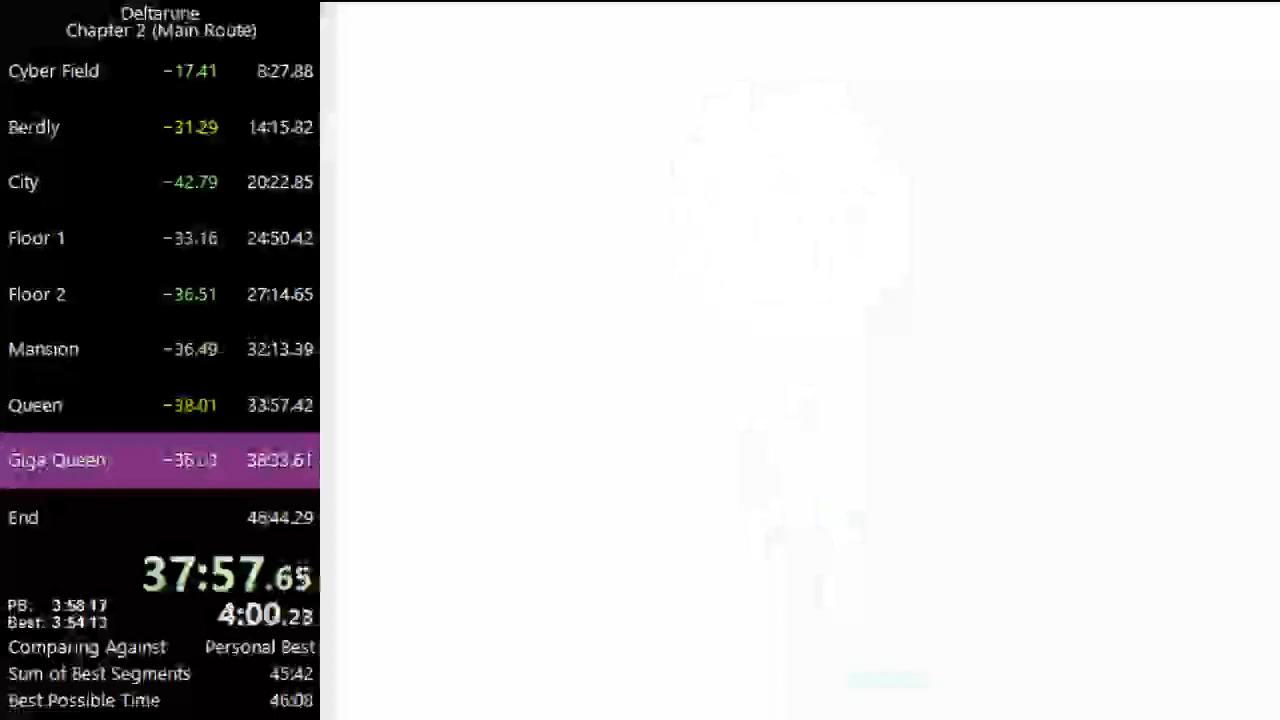 Deltarune
Chapter 2 (Main Route)
Cyber Field -17.41 8:27.88
Berdly -31.29 14:15.82
City -42.79 20:22.85
Floor 1 -33.16 24:50.42
Floor 2 -36.51 27:14.65
Mansion -36.49 32:13.39
Queen -38.01 33:57.42
Giga Queen 38:33.61
End 46:44.29
37:57.65
PB: 3:58.17
Best: 3:54.13
4:00.23
Comparing Against Personal Best
Sum of Best Segments 45:42
Best Possible Time 46:08